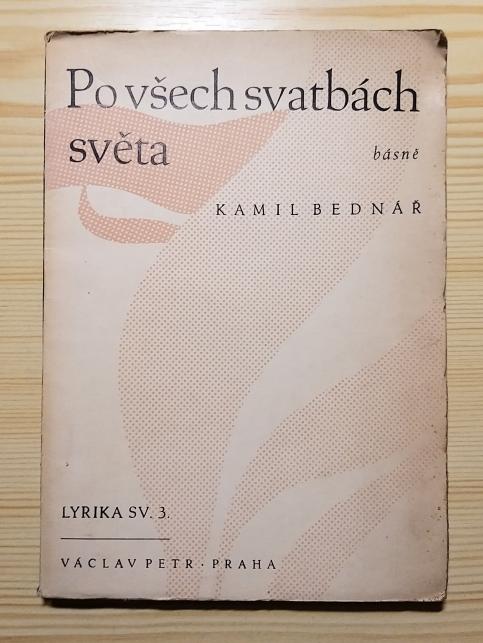 Po všech svatbách
světa
básně
KAMIL BEDNÁŘ
LYRIKA SV. 3.
VÁCLAV PETR · PRAHA